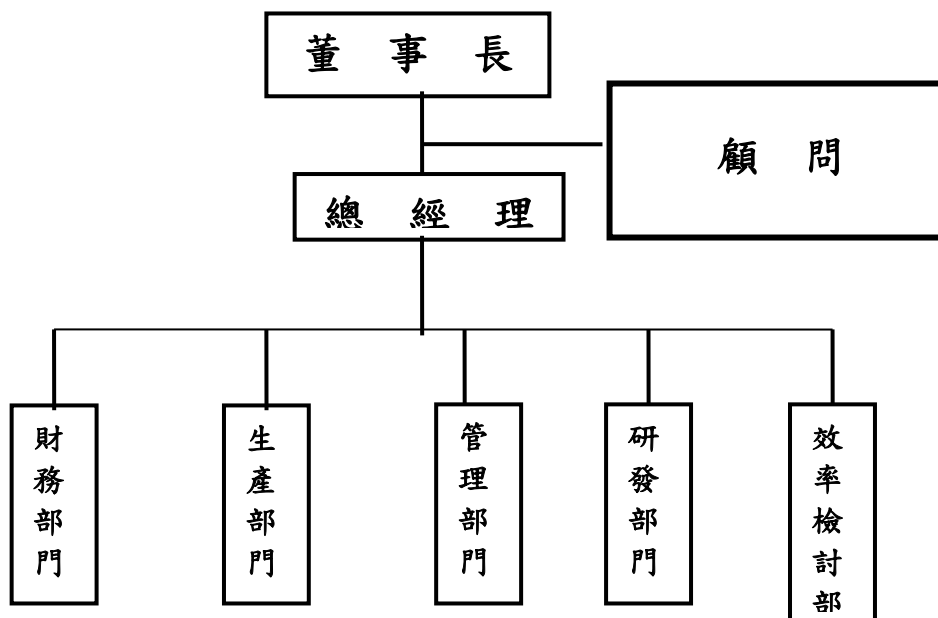 董 事 長
顧 問
總 經 理
財務部門
生產部門
管理部門
研發部門
效率檢討部